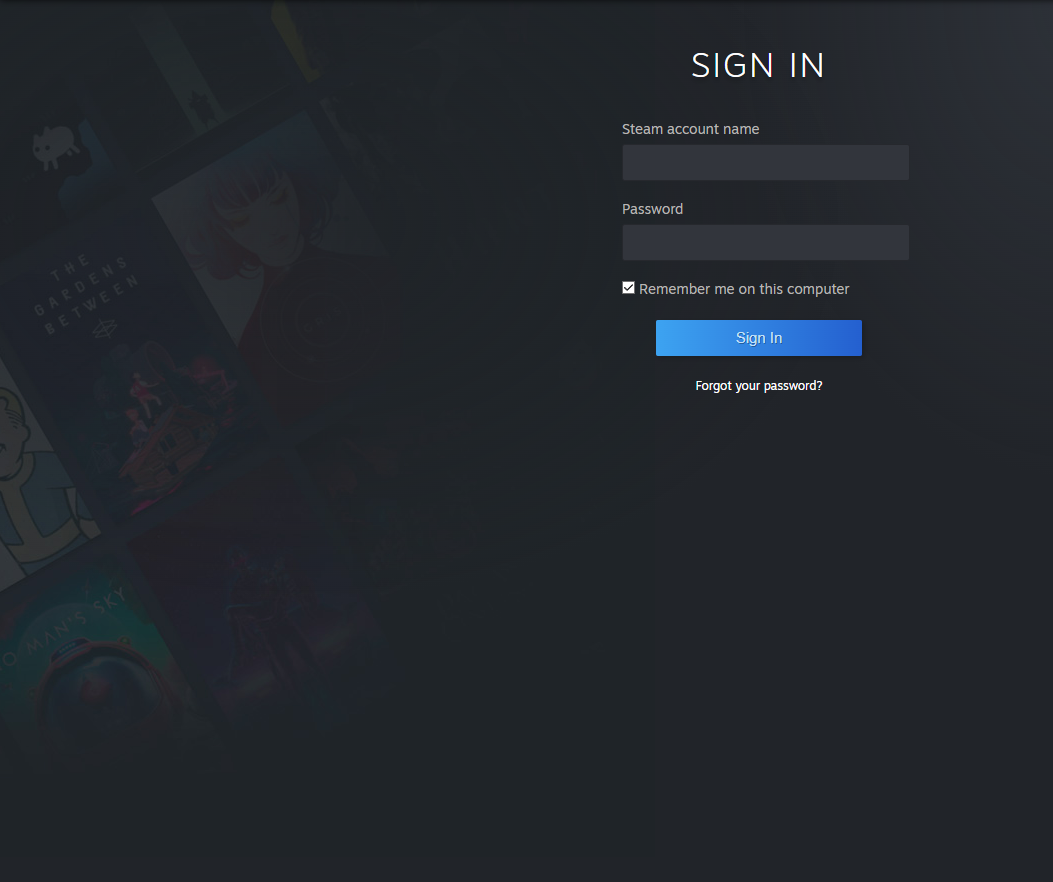 SIGN IN
Steam account name
Password
Remember me on this computer
Sign In
Forgot your password?
THE
GARDENS
BETWEEN
MAN'S SKY